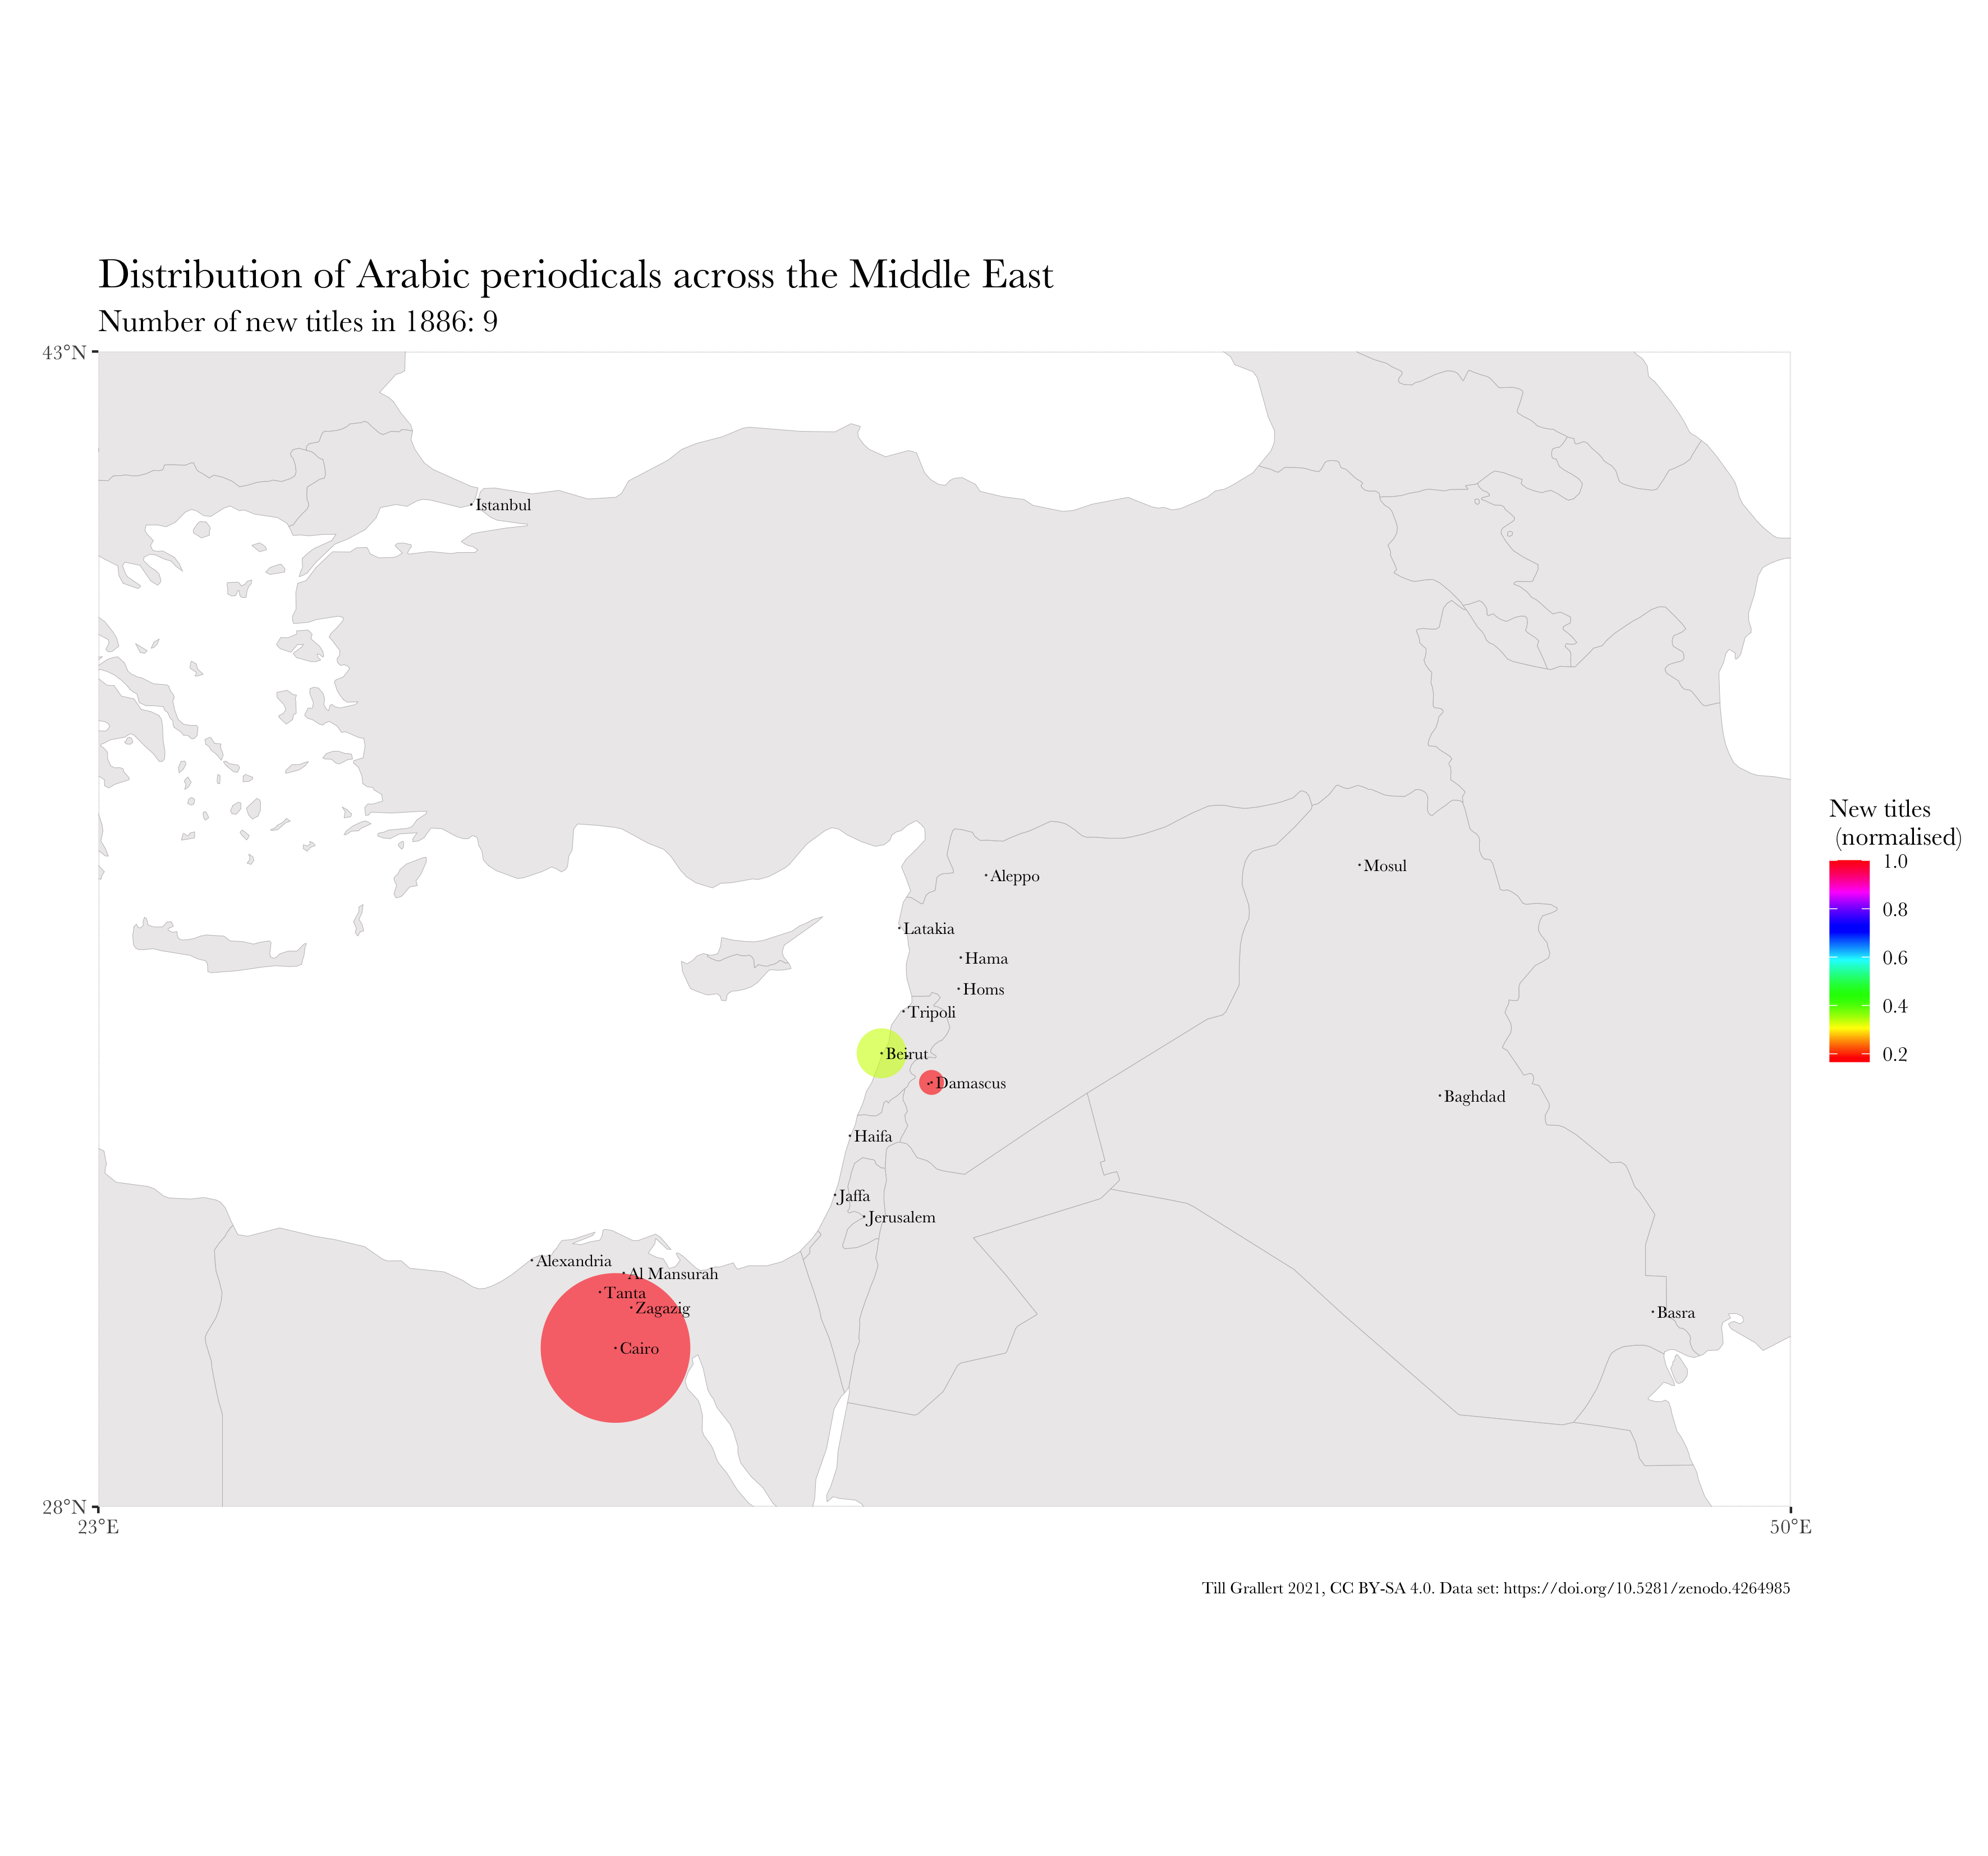 Distribution of Arabic periodicals across the Middle East
Number of new titles in 1886: 9
43°N
Istanbul
New titles
(normalised)
1.0
0.8
0.6
0.4
0.2
Mosul
Aleppo
Latakia
Hama
Homs
Tripoli
Beirut
Damascus
Baghdad
Haifa
Jaffa
Jerusalem
Alexandria
Al Mansurah
Tanta
Zagazig
Basra
Cairo
28°N
23°E
50°E
Till Grallert 2021, CC BY-SA 4.0. Data set: https://doi.org/10.5281/zenodo.4264985